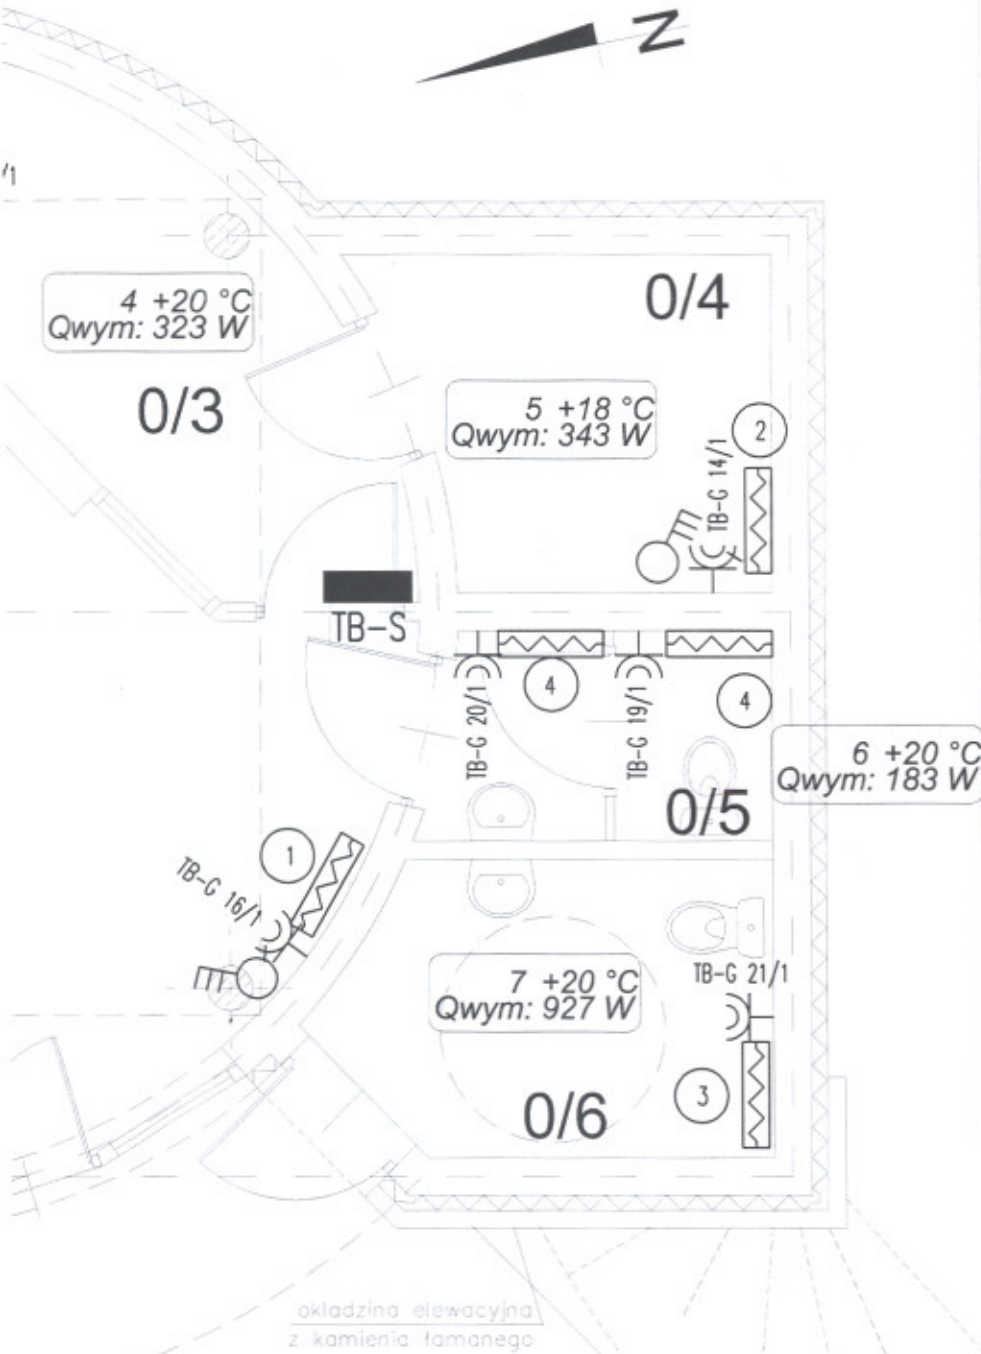 N
/1
4 +20 °C
Qwym: 323 W
0/3
0/4
5 +18 °C
Qwym: 343 W
2
TB-G 14/1
TB-S
TB-G 20/1
4
TB-G 19/1
4
6 +20 °C
Qwym: 183 W
0/5
1
TB-G 16/1
7 +20 °C
Qwym: 927 W
TB-G 21/1
3
0/6
okładzina elewacyjna
z kamienia łamanego